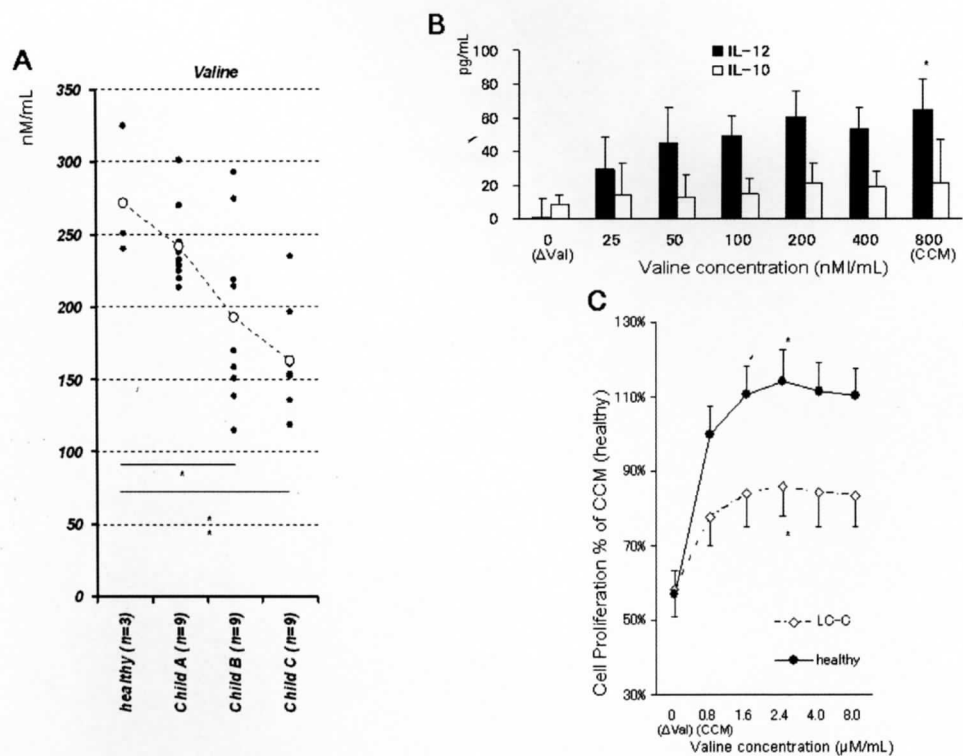 A
Valine
nM/mL
350
300
250
200
150
100
50
0
*
*
*
healthy (n=3)
Child A (n=9)
Child B (n=9)
Child C (n=9)
B
pg/mL
100
80
60
40
20
0
IL-12
IL-10
*
0 25 50 100 200 400 800
(ΔVal) (CCM)
Valine concentration (nMl/mL)
C
Cell Proliferation % of CCM (healthy)
130%
110%
90%
70%
50%
30%
*
*
LC-C
healthy
0 0.8 1.6 2.4 4.0 8.0
(ΔVal) (CCM)
Valine concentration (μM/mL)